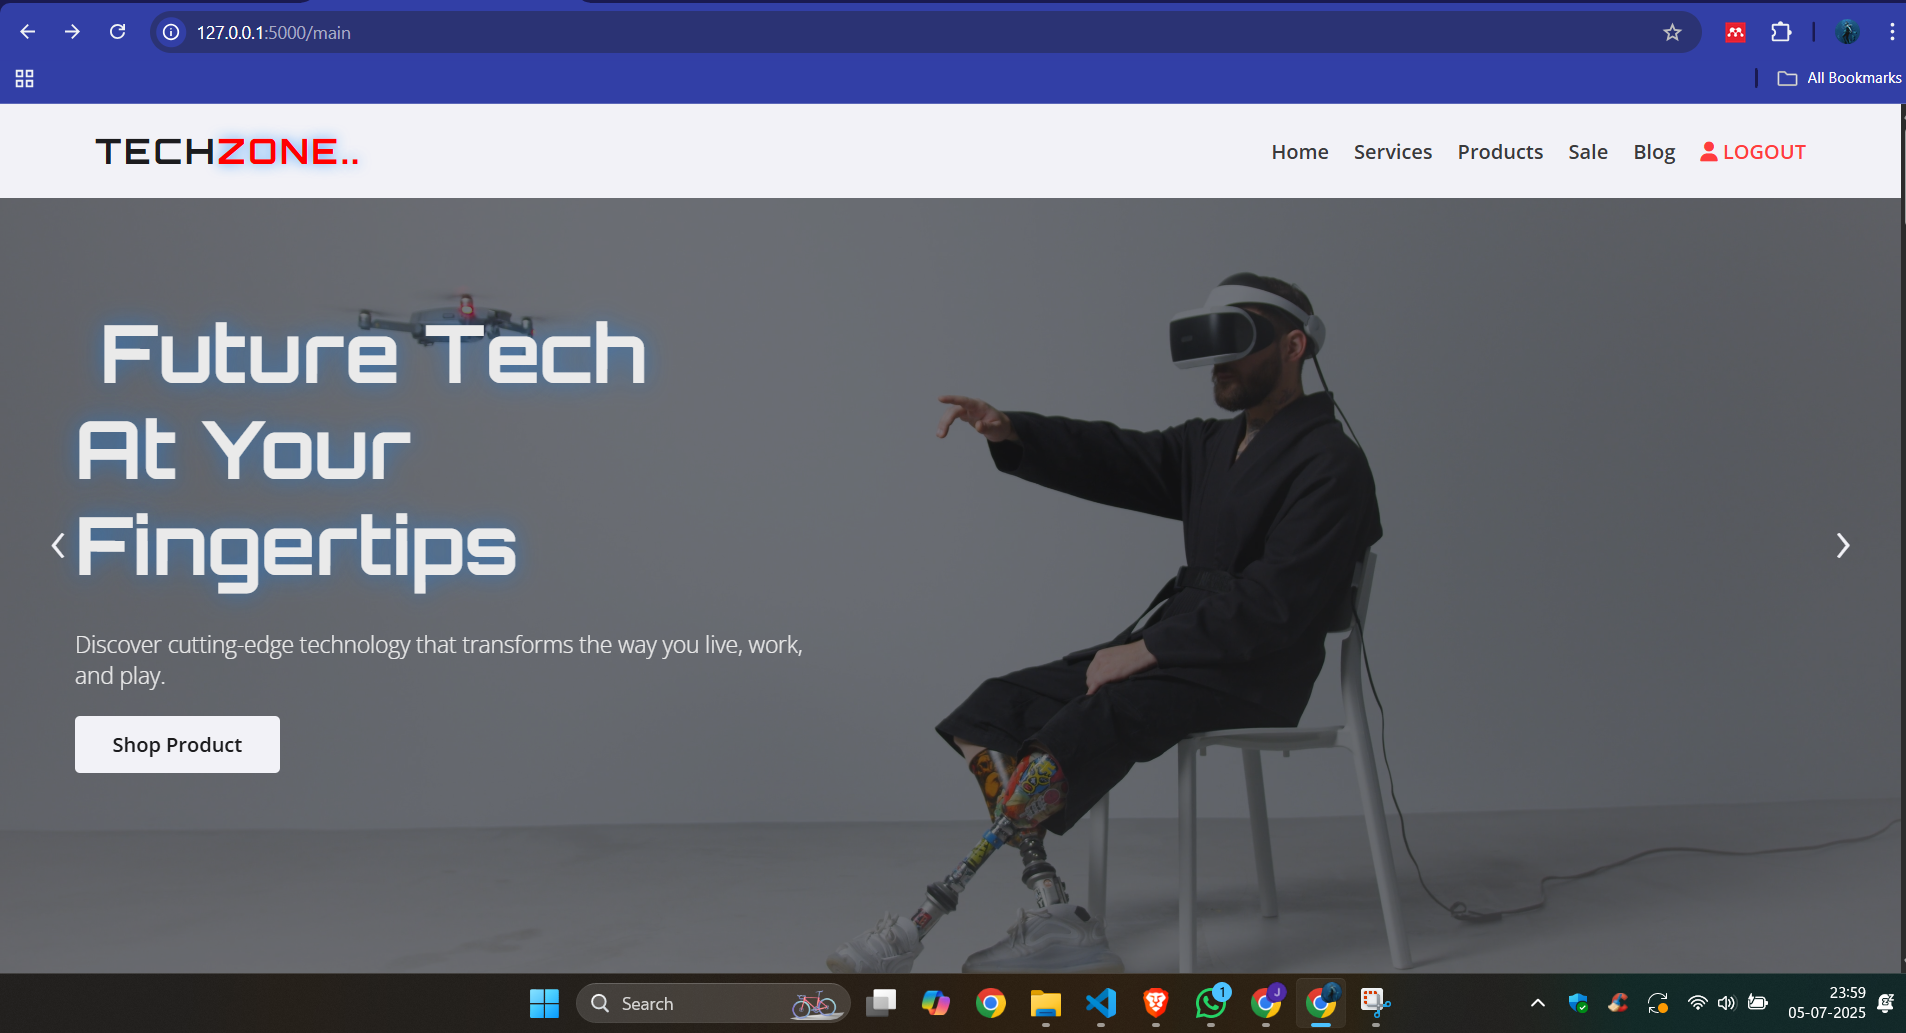 127.0.0.1:5000/main
All Bookmarks
TECHZONE..
Home Services Products Sale Blog LOGOUT
Future Tech
At Your
Fingertips
Discover cutting-edge technology that transforms the way you live, work,
and play.
Shop Product
Search
1
J
23:59
05-07-2025